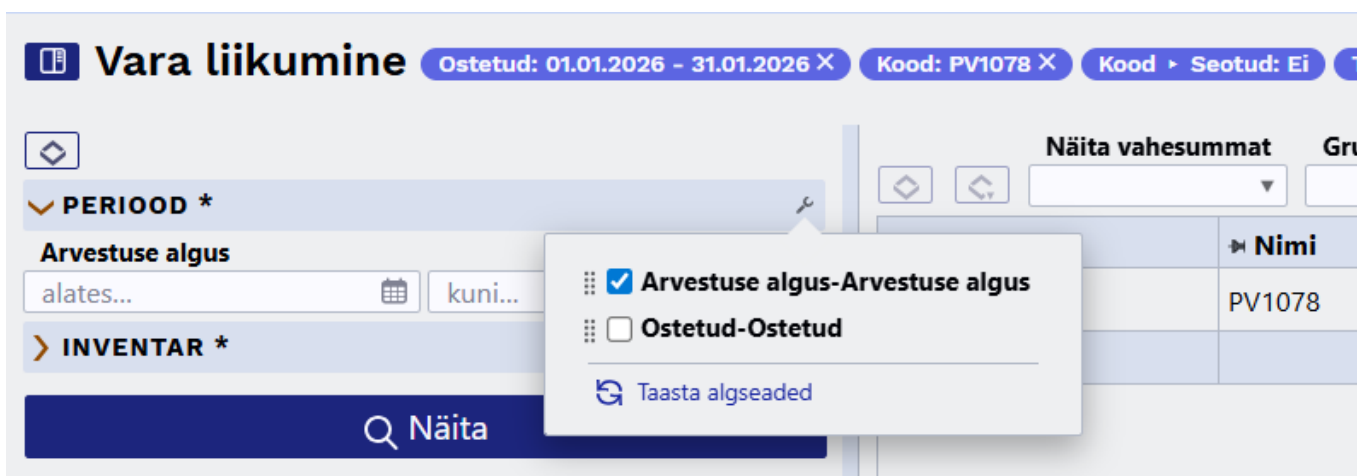 Vara liikumine Ostetud: 01.01.2026 - 31.01.2026 Kood: PV1078 Kood ▸ Seotud: Ei
Näita vahesummat
PERIOOD *
Arvestuse algus
alates... kuni...
INVENTAR *
Näita
Arvestuse algus-Arvestuse algus
Ostetud-Ostetud
Taasta algseaded
Nimi
PV1078